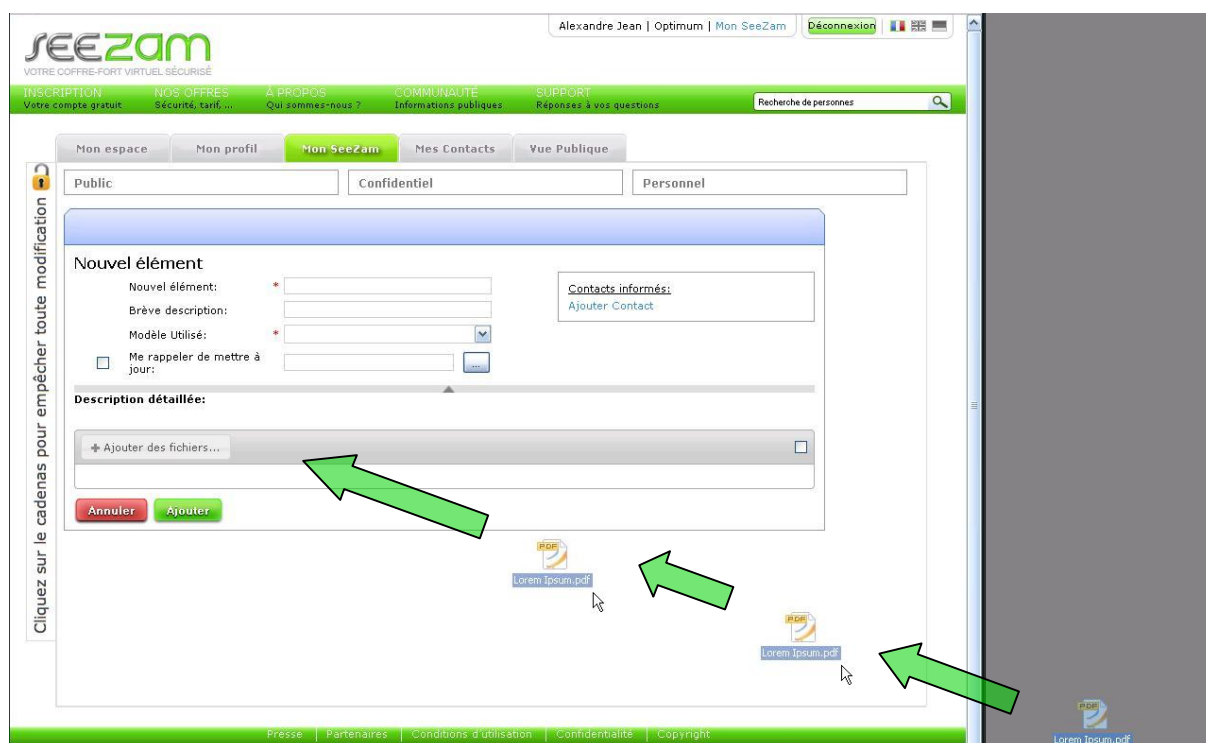 Alexandre Jean | Optimum | Mon SeeZam
Déconnexion
SEEZam
VOTRE COFFRE-FORT VIRTUEL SÉCURISÉ
INSCRIPTION NOS OFFRES À PROPOS COMMUNAUTÉ SUPPORT
Votre compte gratuit Sécurité, tarif, ... Qui sommes-nous ? Informations publiques Réponses à vos questions
Recherche de personnes
Mon espace Mon profil Mon SeeZam Mes Contacts Vue Publique
Public Confidentiel Personnel
Cliquez sur le cadenas pour empêcher toute modification
Nouvel élément
Nouvel élément: *
Brève description:
Modèle Utilisé: *
Me rappeler de mettre à
jour:
...
Contacts informés:
Ajouter Contact
Description détaillée:
+ Ajouter des fichiers...
Annuler Ajouter
PDF
Lorem Ipsum.pdf
PDF
Lorem Ipsum.pdf
PDF
Lorem Ipsum.pdf
Presse | Partenaires | Conditions d'utilisation | Confidentialité | Copyright